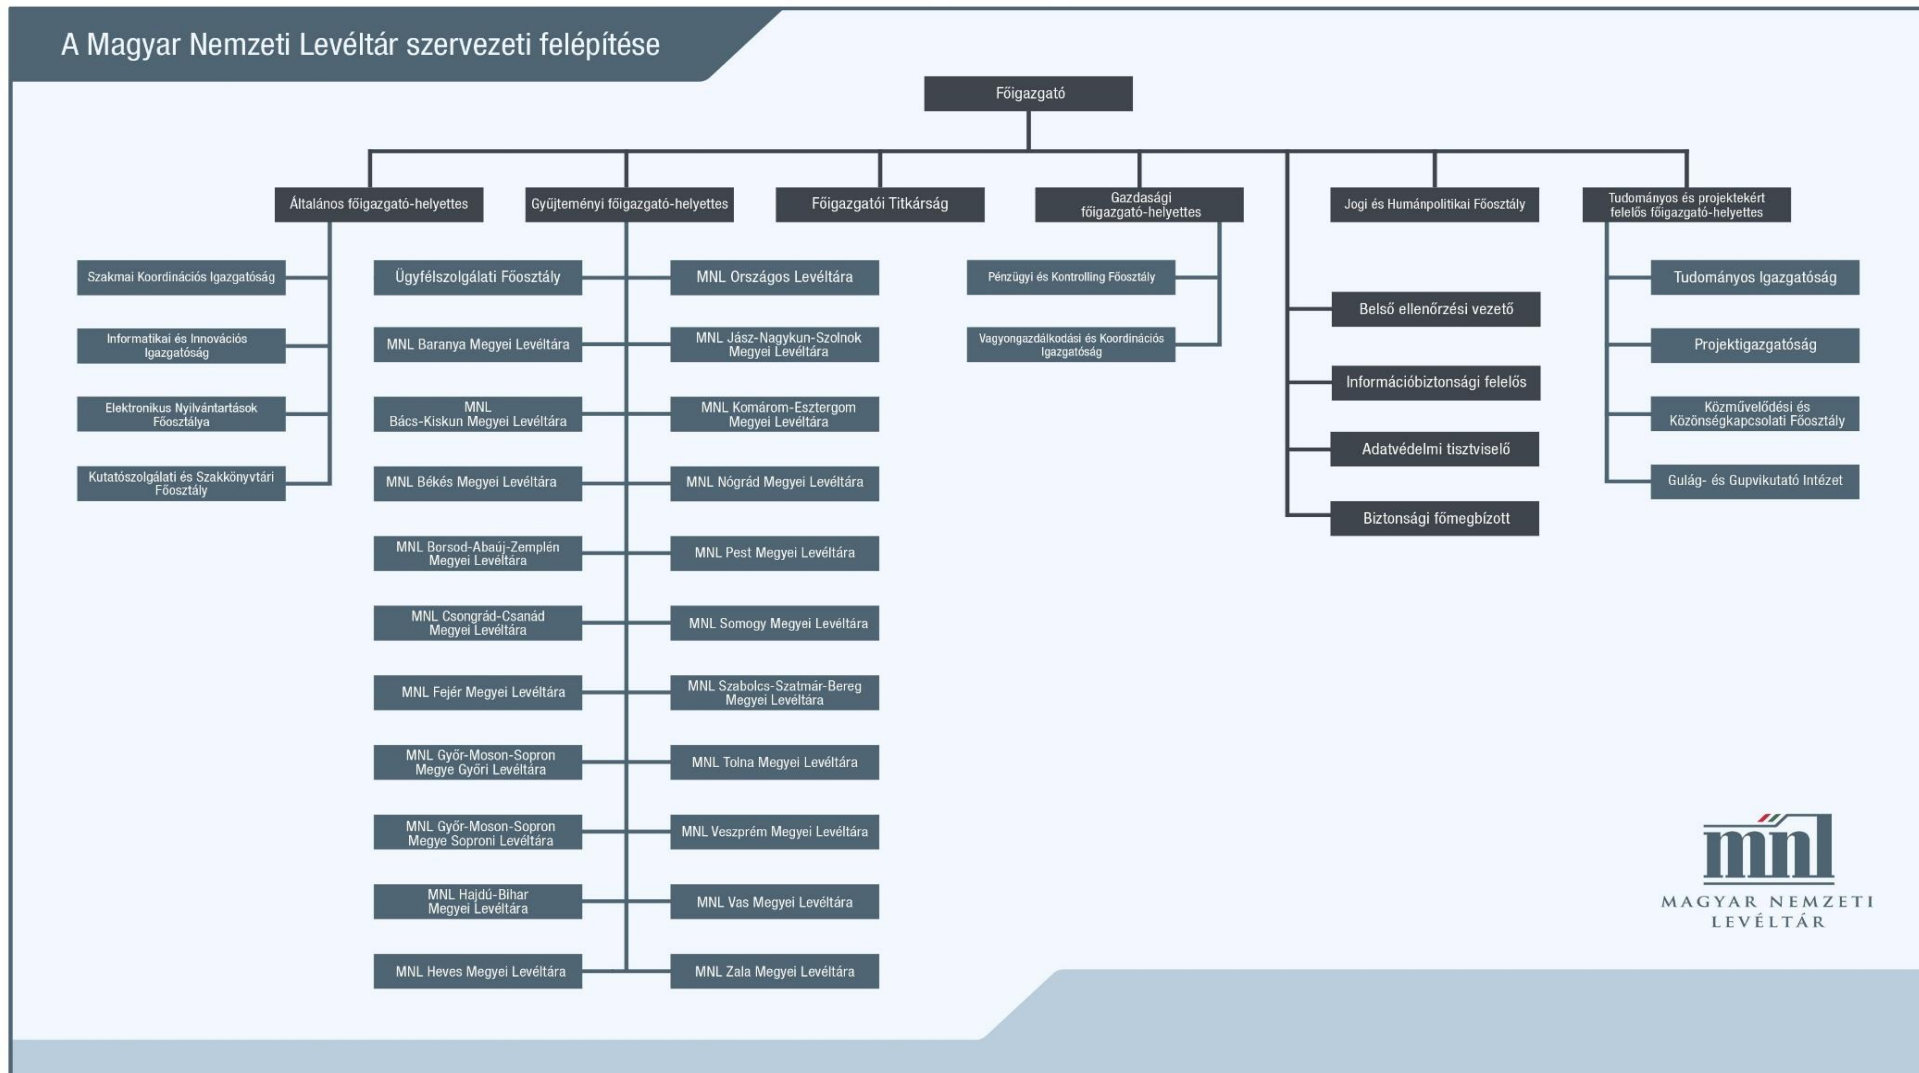 A Magyar Nemzeti Levéltár szervezeti felépítése
Főigazgató
Általános főigazgató-helyettes
Gyűjteményi főigazgató-helyettes
Főigazgatói Titkárság
Gazdasági
főigazgató-helyettes
Jogi és Humánpolitikai Főosztály
Tudományos és projektekért
felelős főigazgató-helyettes
Szakmai Koordinációs Igazgatóság
Informatikai és Innovációs
Igazgatóság
Elektronikus Nyilvántartások
Főosztálya
Kutatószolgálati és Szakkönyvtári
Főosztály
Ügyfélszolgálati Főosztály
MNL Baranya Megyei Levéltára
MNL
Bács-Kiskun Megyei Levéltára
MNL Békés Megyei Levéltára
MNL Borsod-Abaúj-Zemplén
Megyei Levéltára
MNL Csongrád-Csanád
Megyei Levéltára
MNL Fejér Megyei Levéltára
MNL Győr-Moson-Sopron
Megye Győri Levéltára
MNL Győr-Moson-Sopron
Megye Soproni Levéltára
MNL Hajdú-Bihar
Megyei Levéltára
MNL Heves Megyei Levéltára
MNL Országos Levéltára
MNL Jász-Nagykun-Szolnok
Megyei Levéltára
MNL Komárom-Esztergom
Megyei Levéltára
MNL Nógrád Megyei Levéltára
MNL Pest Megyei Levéltára
MNL Somogy Megyei Levéltára
MNL Szabolcs-Szatmár-Bereg
Megyei Levéltára
MNL Tolna Megyei Levéltára
MNL Veszprém Megyei Levéltára
MNL Vas Megyei Levéltára
MNL Zala Megyei Levéltára
Pénzügyi és Kontrolling Főosztály
Vagyongazdálkodási és Koordinációs
Igazgatóság
Belső ellenőrzési vezető
Információbiztonsági felelős
Adatvédelmi tisztviselő
Biztonsági főmegbízott
Tudományos Igazgatóság
Projektigazgatóság
Közművelődési és
Közönségkapcsolati Főosztály
Gulág- és Gupvikutató Intézet
mnl
MAGYAR NEMZETI
LEVÉLTÁR